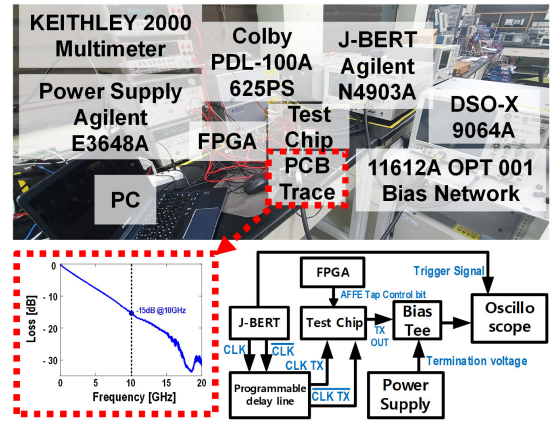 KEITHLEY 2000
Multimeter
Colby
PDL-100A
625PS
J-BERT
Agilent
N4903A
Power Supply
Agilent
E3648A
DSO-X
9064A
FPGA
Test
Chip
PCB
Trace
11612A OPT 001
Bias Network
PC
Loss [dB]
0
- 10
- 20
- 30
-15dB @10GHz
0
5
10
15
20
Frequency [GHz]
FPGA
Trigger Signal
AFFE Tap Control bit
J-BERT
Test Chip
TX
OUT
Bias
Tee
Oscillo
scope
CLK
CLK
CLK TX
CLK TX
Programmable
delay line
Termination voltage
Power
Supply